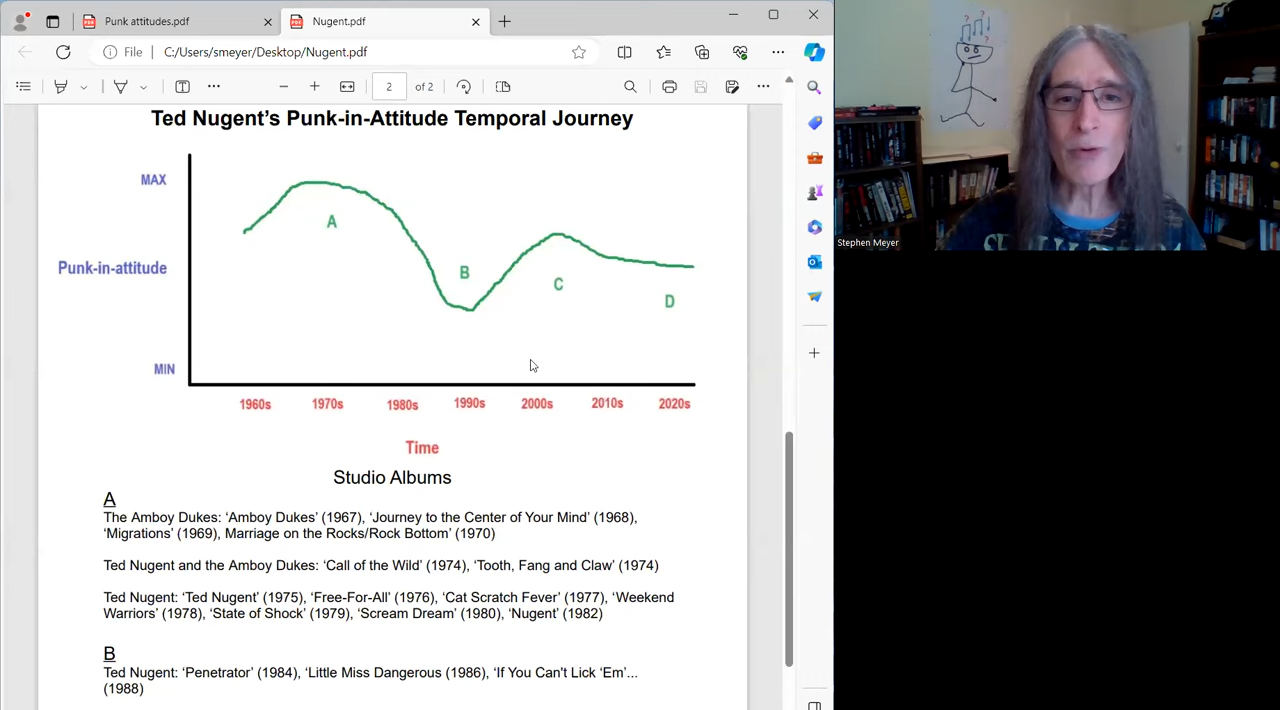 Punk attitudes.pdf
Nugent.pdf
File
C:/Users/smeyer/Desktop/Nugent.pdf
2
of 2
Ted Nugent’s Punk-in-Attitude Temporal Journey
MAX
A
Punk-in-attitude
B
C
D
MIN
1960s
1970s
1980s
1990s
2000s
2010s
2020s
Time
Studio Albums
A
The Amboy Dukes: ‘Amboy Dukes’ (1967), ‘Journey to the Center of Your Mind’ (1968),
‘Migrations’ (1969), Marriage on the Rocks/Rock Bottom’ (1970)
Ted Nugent and the Amboy Dukes: ‘Call of the Wild’ (1974), ‘Tooth, Fang and Claw’ (1974)
Ted Nugent: ‘Ted Nugent’ (1975), ‘Free-For-All’ (1976), ‘Cat Scratch Fever’ (1977), ‘Weekend
Warriors’ (1978), ‘State of Shock’ (1979), ‘Scream Dream’ (1980), ‘Nugent’ (1982)
B
Ted Nugent: ‘Penetrator’ (1984), ‘Little Miss Dangerous (1986), ‘If You Can't Lick ‘Em’...
(1988)
Stephen Meyer